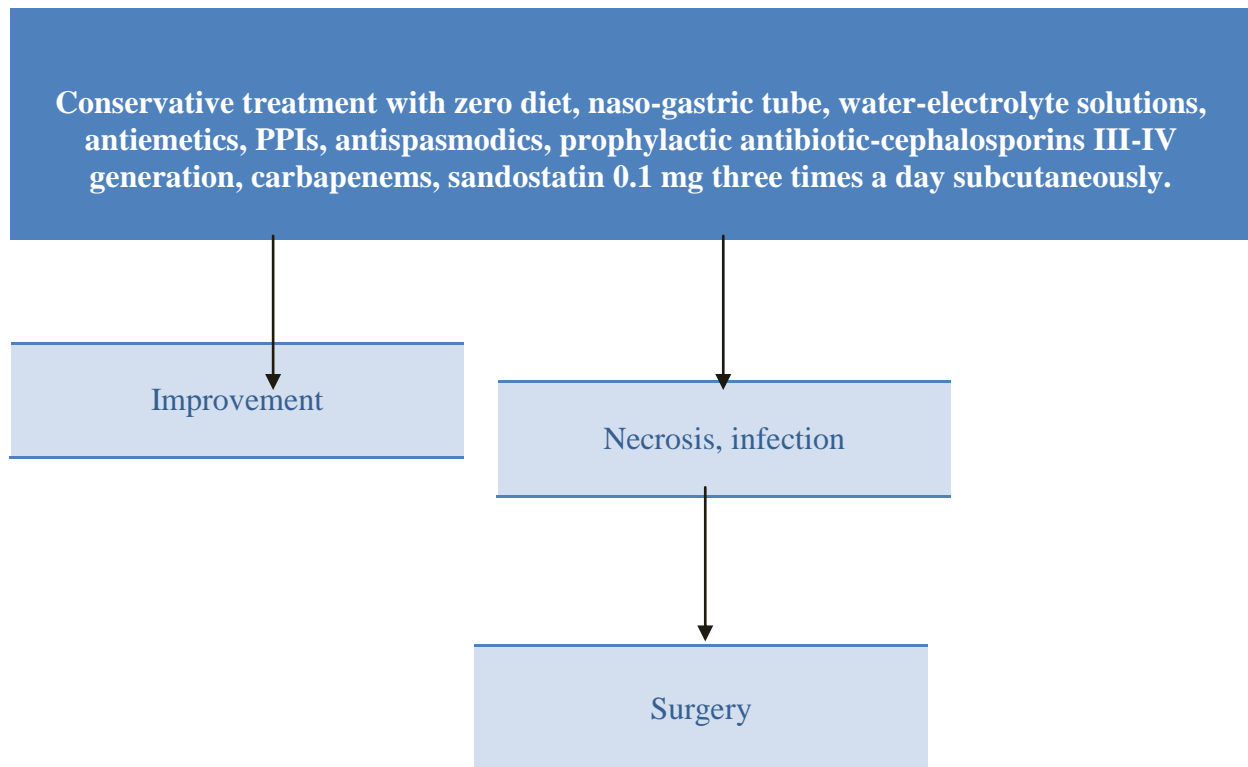 Conservative treatment with zero diet, naso-gastric tube, water-electrolyte solutions,
antiemetics, PPIs, antispasmodics, prophylactic antibiotic-cephalosporins III-IV
generation, carbapenems, sandostatin 0.1 mg three times a day subcutaneously.
Improvement
Necrosis, infection
Surgery